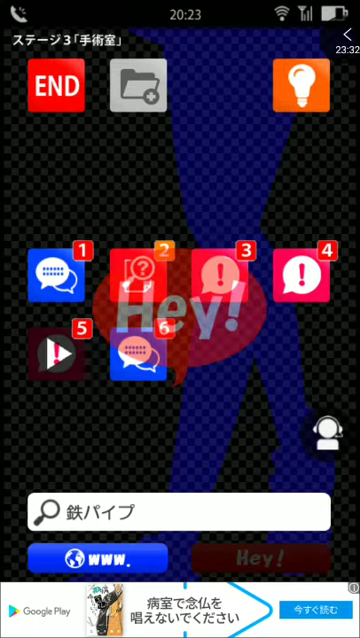 20:23
23:32
ステージ3「手術室」
END
1
2
3
4
Hey!
5
6
鉄パイプ
www.
Hey!
Google Play
病室で念仏を
唱えないでください
今すぐ読む